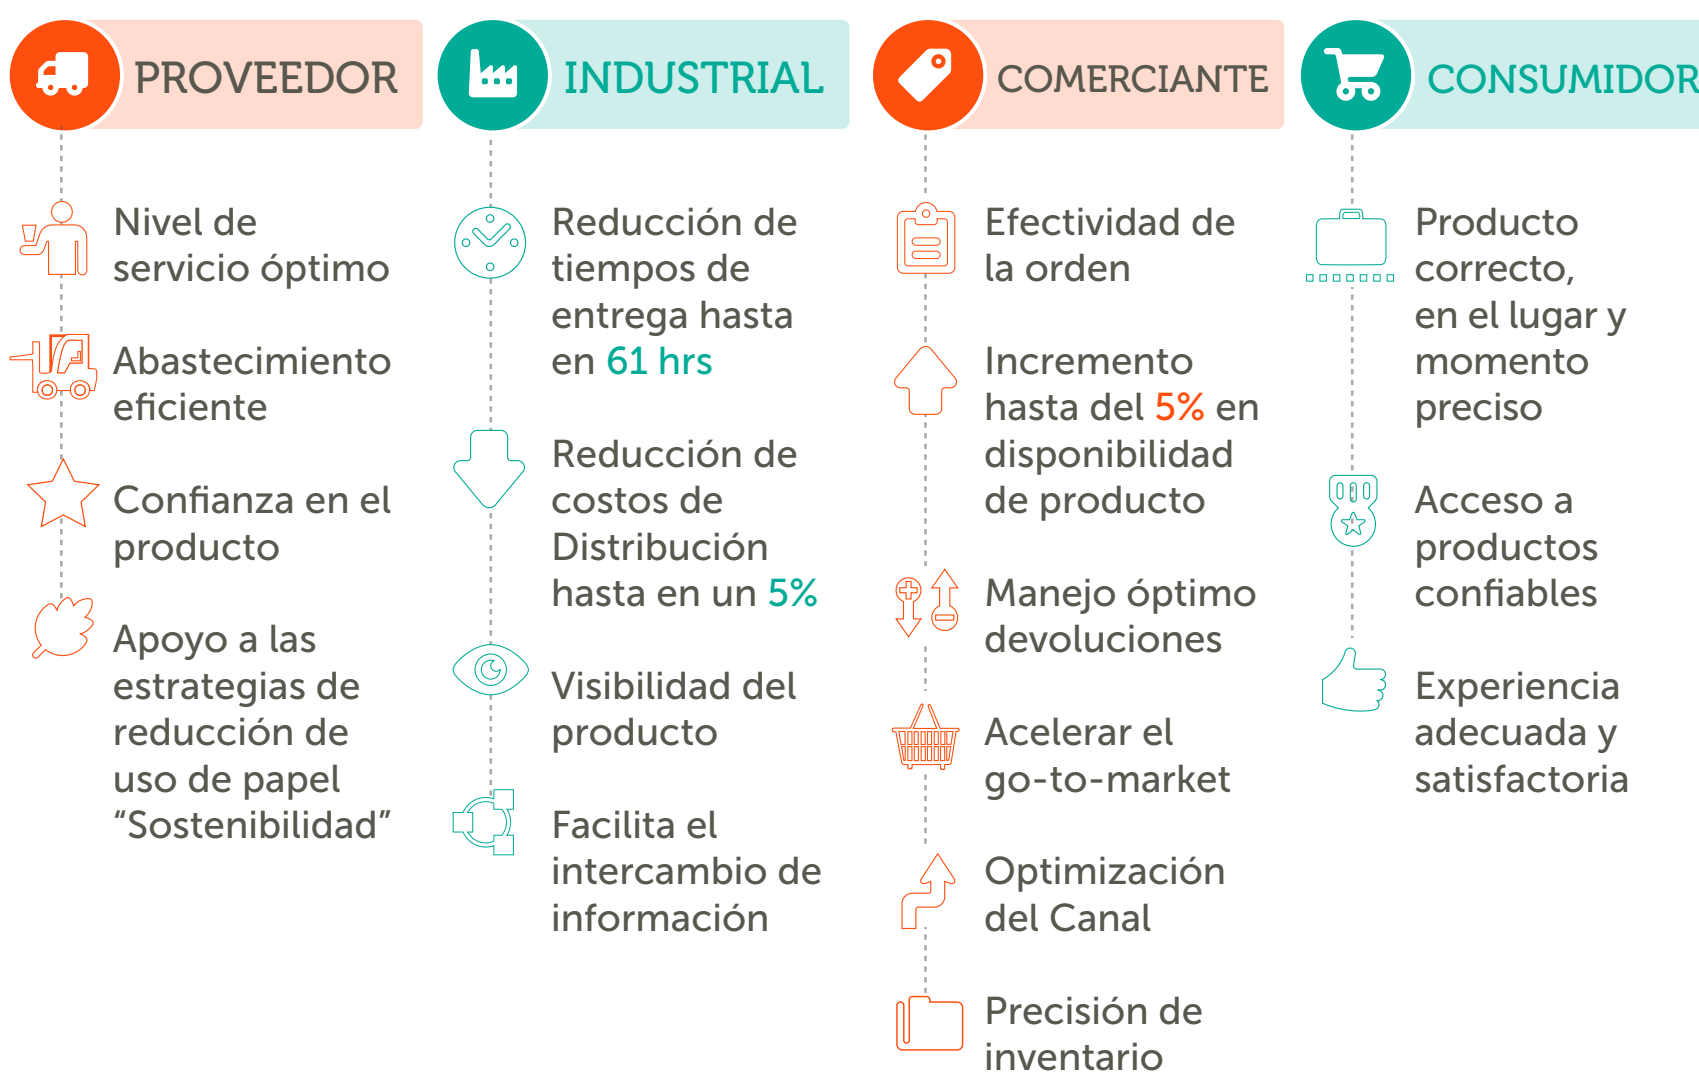 PROVEEDOR
Nivel de
servicio óptimo
Abastecimiento
eficiente
Confianza en el
producto
Apoyo a las
estrategias de
reducción de
uso de papel
“Sostenibilidad”
INDUSTRIAL
Reducción de
tiempos de
entrega hasta
en 61 hrs
Reducción de
costos de
Distribución
hasta en un 5%
Visibilidad del
producto
Facilita el
intercambio de
información
COMERCIANTE
Efectividad de
la orden
Incremento
hasta del 5% en
disponibilidad
de producto
Manejo óptimo
devoluciones
Acelerar el
go-to-market
Optimización
del Canal
Precisión de
inventario
CONSUMIDOR
Producto
correcto,
en el lugar y
momento
preciso
Acceso a
productos
confiables
Experiencia
adecuada y
satisfactoria